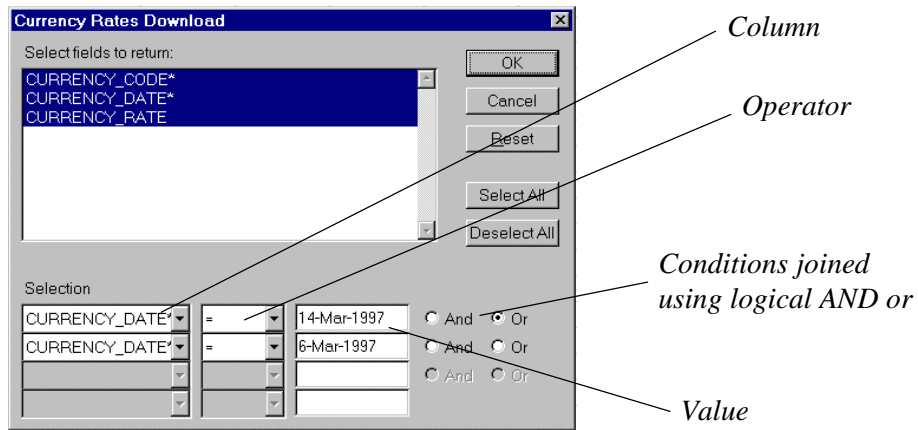 Currency Rates Download
Select fields to return:
CURRENCY_CODE*
CURRENCY_DATE*
CURRENCY_RATE
OK
Cancel
Reset
Select All
Deselect All
Selection
CURRENCY_DATE* = 14-Mar-1997 And Or
CURRENCY_DATE* = 6-Mar-1997 And Or
And Or
Column
Operator
Conditions joined
using logical AND or
Value